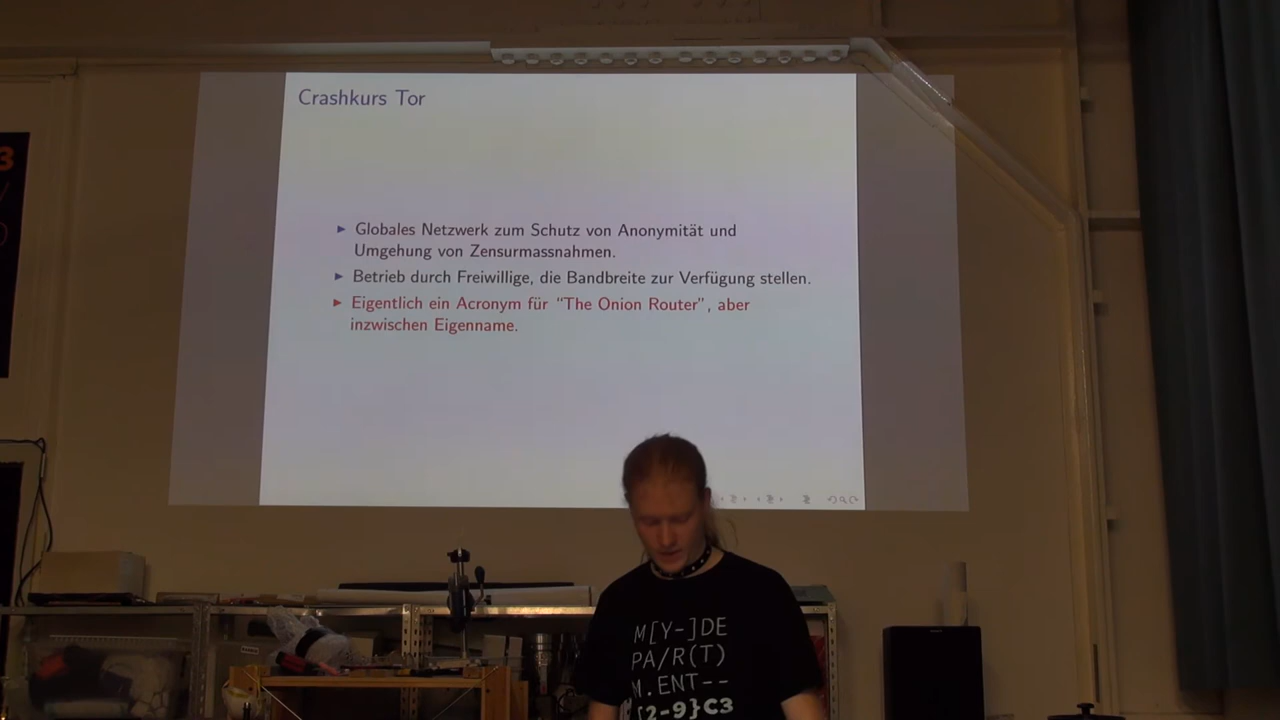 Crashkurs Tor
Globales Netzwerk zum Schutz von Anonymität und
Umgehung von Zensurmassnahmen.
Betrieb durch Freiwillige, die Bandbreite zur Verfügung stellen.
Eigentlich ein Acronym für “The Onion Router”, aber
inzwischen Eigenname.
M[Y-]DE
PA/R(T)
M.ENT--
[2-9}C3
3